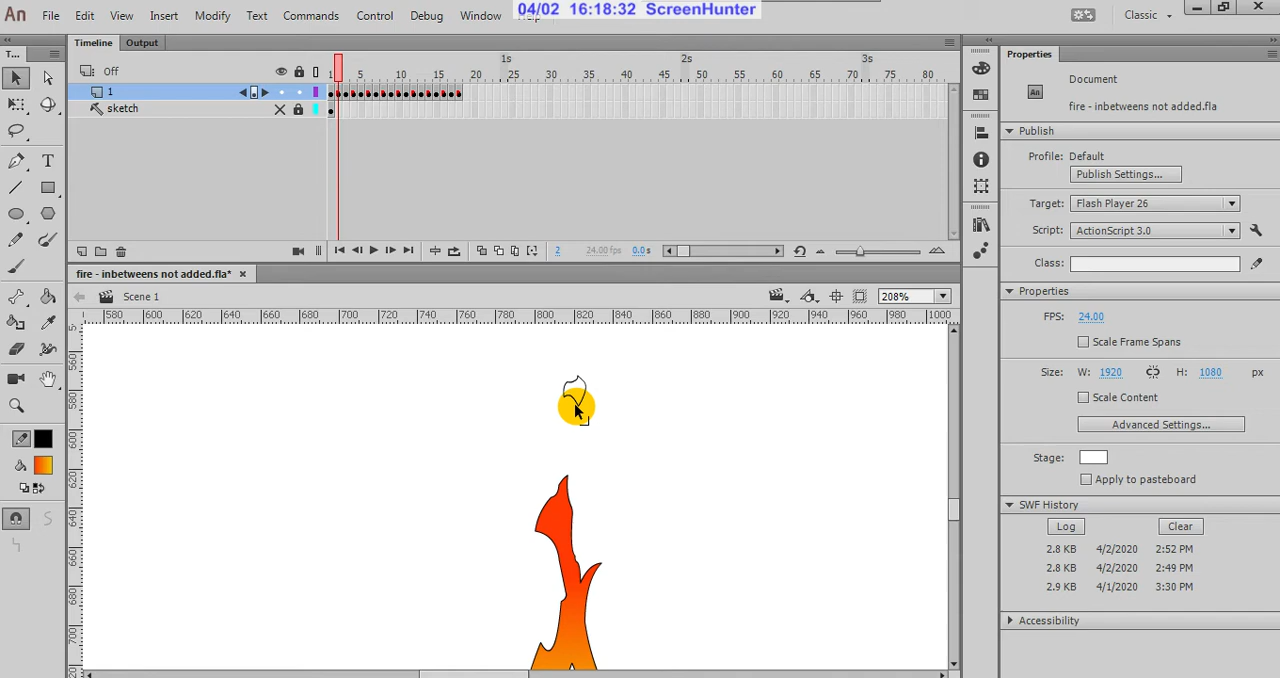 04/02 16:18:32 ScreenHunter
An File Edit View Insert Modify Text Commands Control Debug Window Help Classic
Timeline Output
T...
Properties
1s 2s 3s
Off
1 5 10 15 20 25 30 35 40 45 50 55 60 65 70 75 80
1
sketch
Document
An fire - inbetweens not added.fla
Publish
Profile: Default
Publish Settings...
Target: Flash Player 26
Script: ActionScript 3.0
2 24.00 fps 0.0 s
Class:
fire - inbetweens not added.fla*
Scene 1
208%
Properties
580 600 620 640 660 680 700 720 740 760 780 800 820 840 860 880 900 920 940 960 980 1000
FPS: 24.00
Scale Frame Spans
Size: W: 1920 H: 1080 px
Scale Content
Advanced Settings...
Stage:
Apply to pasteboard
SWF History
Log Clear
2.8 KB 4/2/2020 2:52 PM
2.8 KB 4/2/2020 2:49 PM
2.9 KB 4/1/2020 3:30 PM
Accessibility